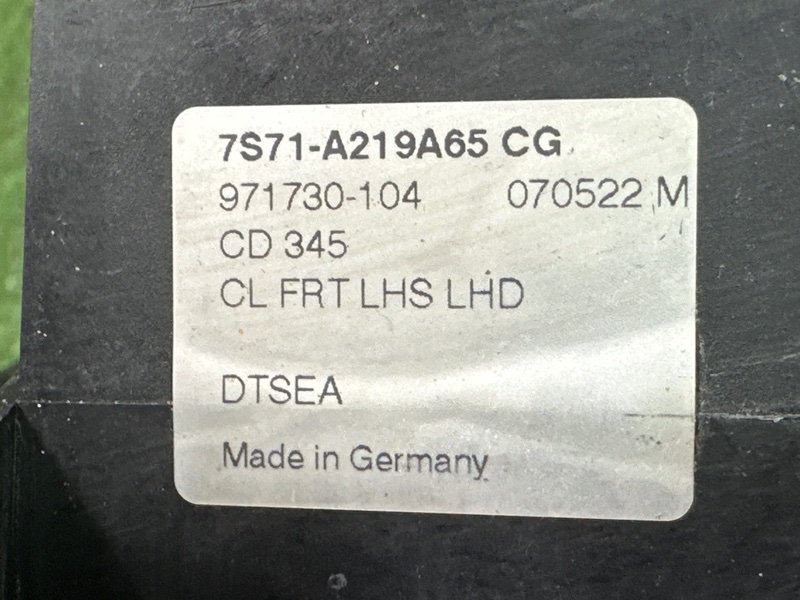 7S71-A219A65 CG
971730-104 070522 M
CD 345
CL FRT LHS LHD
DTSEA
Made in Germany